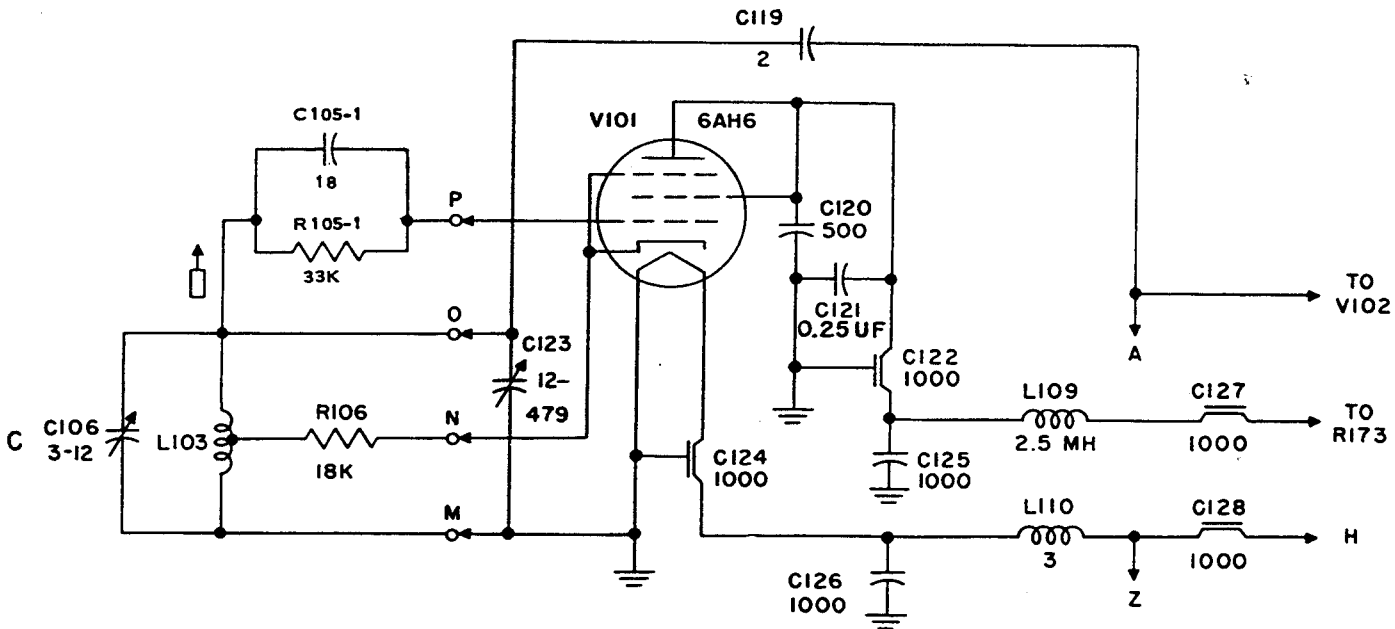 C119
2
C105-1
18
R105-1
33K
P
V101
6AH6
C120
500
C121
0.25UF
C122
1000
TO
V102
A
O
C123
12-
479
C
C106
3-12
L103
R106
18K
N
L109
2.5 MH
C127
1000
TO
R173
C124
1000
C125
1000
M
L110
3
C128
1000
H
Z
C126
1000